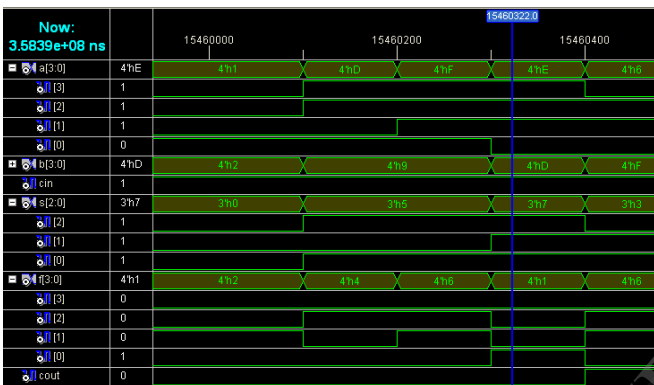 15460322.0
Now:
3.5839e+08 ns
15460000 15460200 15460400
a[3:0] 4'hE 4'h1 4'hD 4'hF 4'hE 4'h6
[3] 1
[2] 1
[1] 1
[0] 0
b[3:0] 4'hD 4'h2 4'h9 4'hD 4'hF
cin 1
s[2:0] 3'h7 3'h0 3'h5 3'h7 3'h3
[2] 1
[1] 1
[0] 1
f[3:0] 4'h1 4'h2 4'h4 4'h6 4'h1 4'h6
[3] 0
[2] 0
[1] 0
[0] 1
cout 0